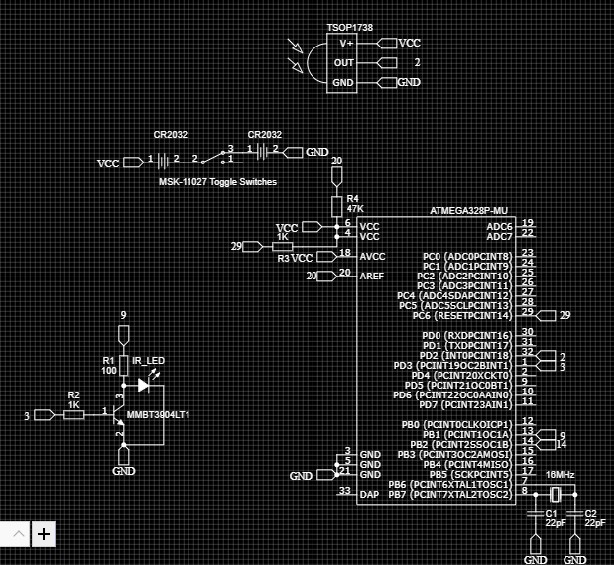 TSOP1738
V+ VCC
OUT 2
GND GND
CR2032 CR2032
VCC 1 2 2 3 1 1 2 GND
MSK-11027 Toggle Switches
20
R4
47K
ATMEGA328P-MU
VCC 6 VCC
4 VCC
1K
29 R3
VCC 18 AVCC
20 20 AREF
ADC6 19
ADC7 22
PC0 (ADC0PCINT8) 23
PC1 (ADC1PCINT9) 24
PC2 (ADC2PCINT10) 25
PC3 (ADC3PCINT11) 26
PC4 (ADC4SDAPCINT12) 27
PC5 (ADC5SCLPCINT13) 28
PC6 (RESETPCINT14) 29 29
PD0 (RXDPCINT16) 30
PD1 (TXDPCINT17) 31
PD2 (INT0PCINT18) 32 2
PD3 (PCINT19OC2BINT1) 1 3
PD4 (PCINT20XCKT0) 2
PD5 (PCINT21OC0BT1) 9
PD6 (PCINT22OC0AAIN0) 10
PD7 (PCINT23AIN1) 11
PB0 (PCINT0CLKOICP1) 12
PB1 (PCINT1OC1A) 13 9
PB2 (PCINT2SSOC1B) 14 14
PB3 (PCINT3OC2AMOSI) 15
PB4 (PCINT4MISO) 16
PB5 (SCKPCINT5) 17
PB6 (PCINT6XTAL1TOSC1) 7
PB7 (PCINT7XTAL2TOSC2) 8
3 GND
5 GND
GND 21 GND
33 DAP
16MHz
C1
22pF
C2
22pF
GND GND
9
R1
100
IR_LED
R2
1K
3 1 3 2
MMBT3904LT1
GND